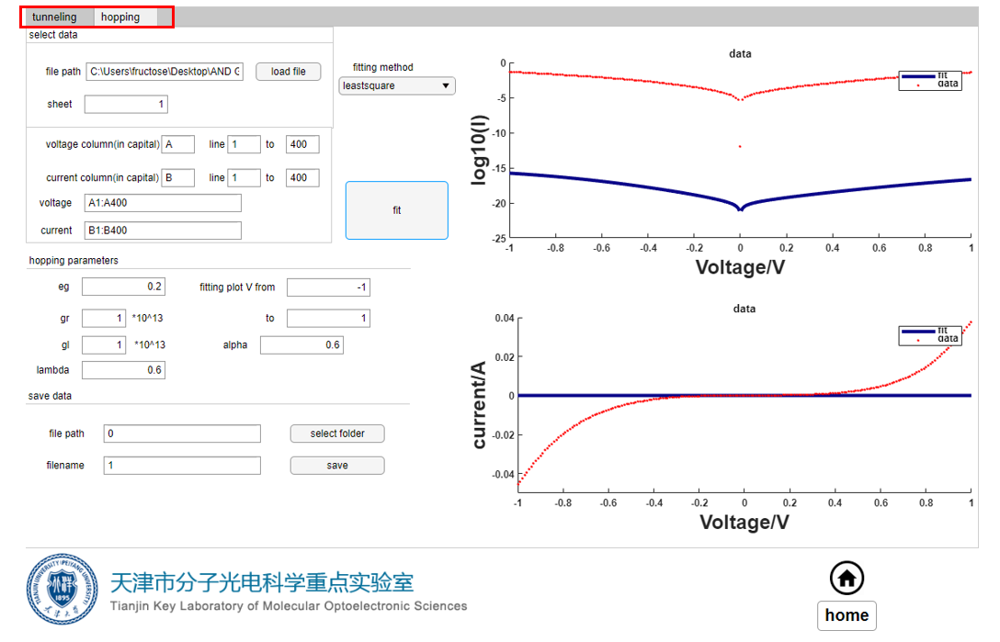 tunneling hopping
select data
file path C:\Users\fructose\Desktop\AND G load file
sheet 1
fitting method
leastsquare
voltage column(in capital) A line 1 to 400
current column(in capital) B line 1 to 400
voltage A1:A400
current B1:B400
fit
hopping parameters
eg 0.2 fitting plot V from -1
gr 1 *10^13 to 1
gl 1 *10^13 alpha 0.6
lambda 0.6
save data
file path 0 select folder
filename 1 save
data
fit
data
log10(I)
0
-5
-10
-15
-20
-25
-1 -0.8 -0.6 -0.4 -0.2 0 0.2 0.4 0.6 0.8 1
Voltage/V
data
fit
data
current/A
0.04
0.02
0
-0.02
-0.04
-1 -0.8 -0.6 -0.4 -0.2 0 0.2 0.4 0.6 0.8 1
Voltage/V
1895
天津市分子光电科学重点实验室
Tianjin Key Laboratory of Molecular Optoelectronic Sciences
home